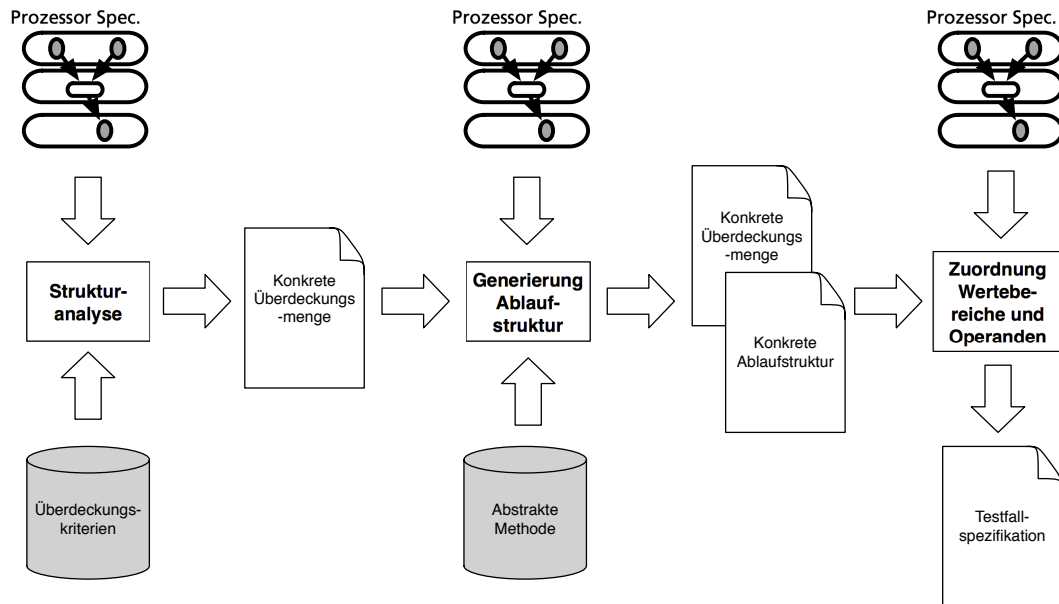 Prozessor Spec.
Prozessor Spec.
Prozessor Spec.
Struktur-
analyse
Konkrete
Überdeckungs
-menge
Generierung
Ablauf-
struktur
Konkrete
Überdeckungs
-menge
Konkrete
Ablaufstruktur
Zuordnung
Wertebe-
reiche und
Operanden
Überdeckungs-
kriterien
Abstrakte
Methode
Testfall-
spezifikation